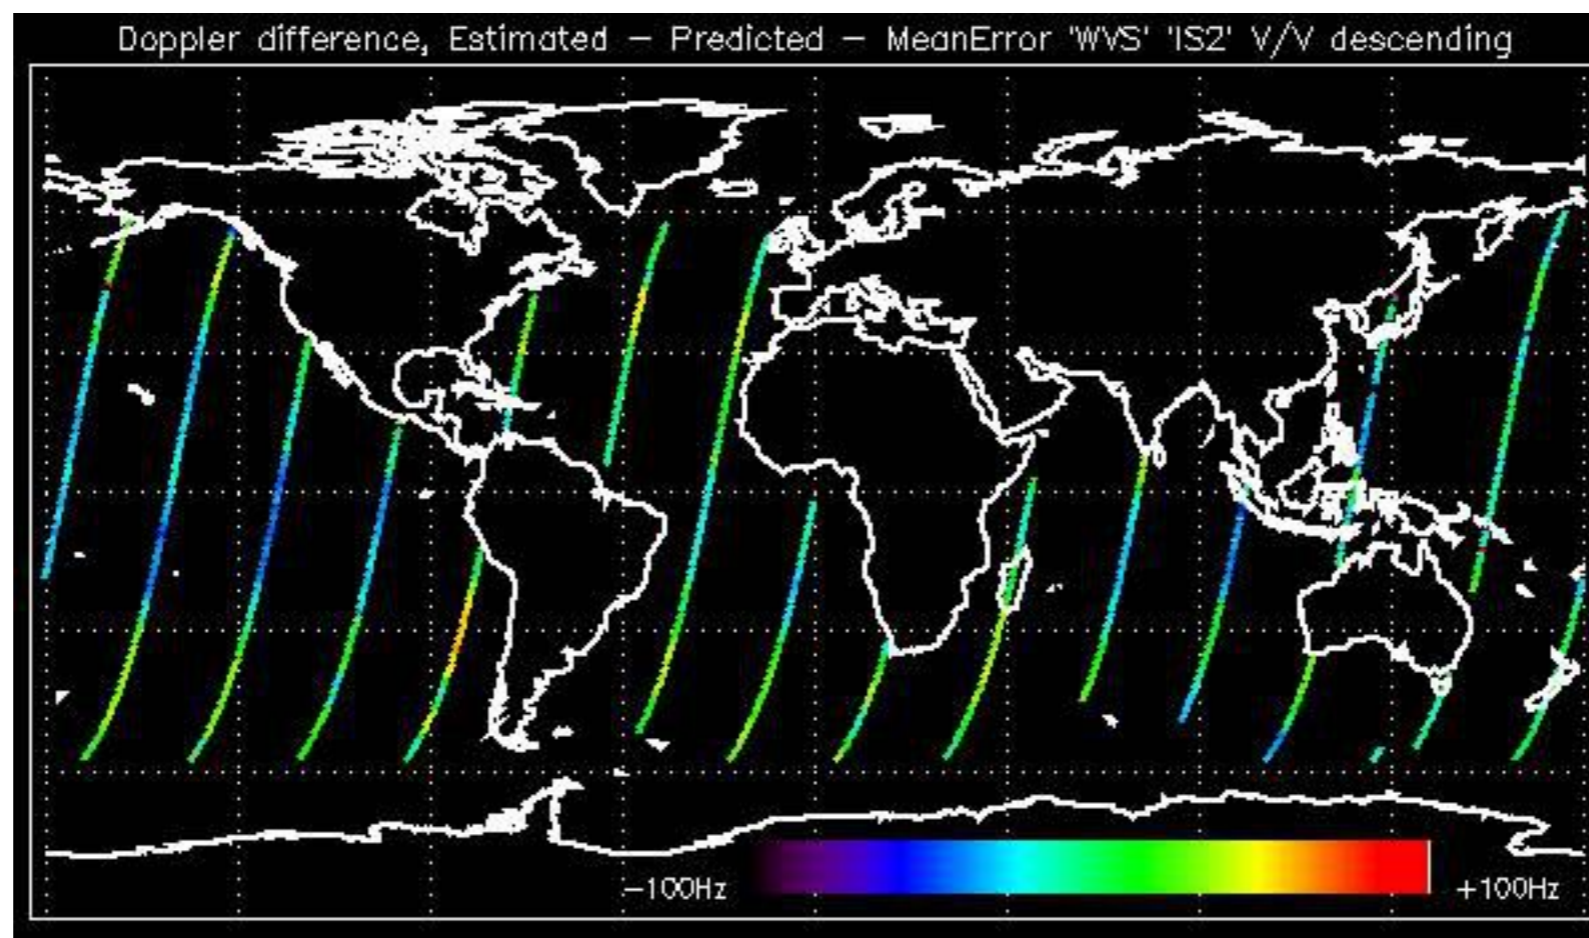 Doppler difference, Estimated – Predicted – MeanError 'WVS' 'IS2' V/V descending
–100Hz
+100Hz